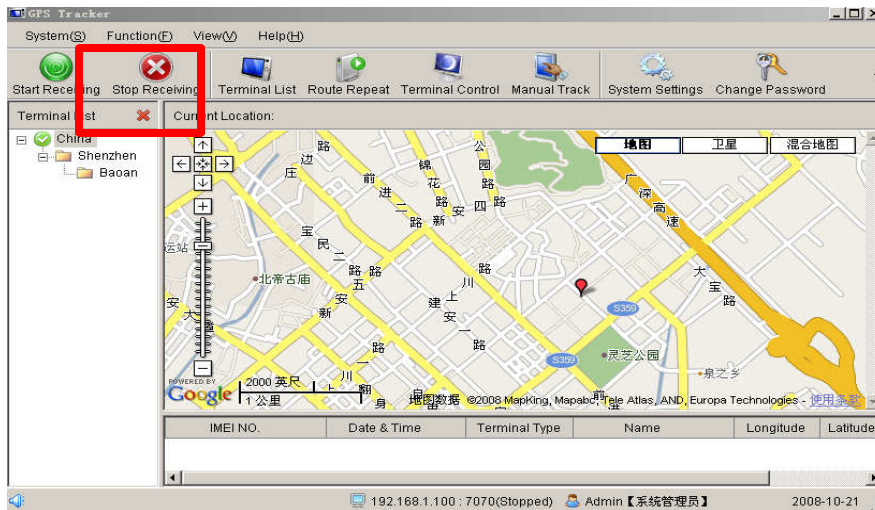 GPS Tracker
System(S) Function(F) View(V) Help(H)
Start Receiving Stop Receiving Terminal List Route Repeat Terminal Control Manual Track System Settings Change Password
Terminal List Current Location:
China
Shenzhen
Baoan
地图 卫星 混合地图
公园路
锦花路
前进二路
边庄
路
新安四路
广深高速
宝民二路
运站
北帝古庙
新安五路
路
上川路
建安一路
大宝路
S359
S359
灵芝公园
泉之乡
安
大道
路
上川
翻身
前进
POWERED BY
Google
2000 英尺
1 公里
地图数据 ©2008 MapKing, Mapabc, Tele Atlas, AND, Europa Technologies - 使用条款
IMEI NO. Date & Time Terminal Type Name Longitude Latitude
192.168.1.100 : 7070(Stopped) Admin【系统管理员】 2008-10-21